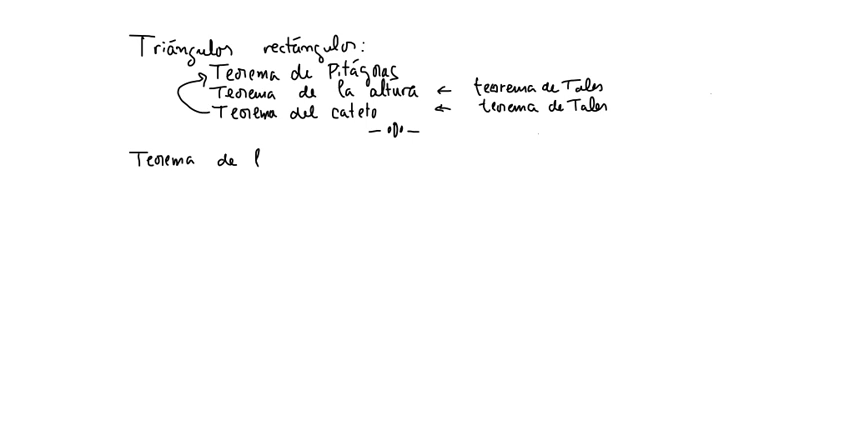 Triángulos rectángulos:
Teorema de Pitágoras
Teorema de la altura ← teorema de Tales
Teorema del cateto ← teorema de Tales
Teorema de l